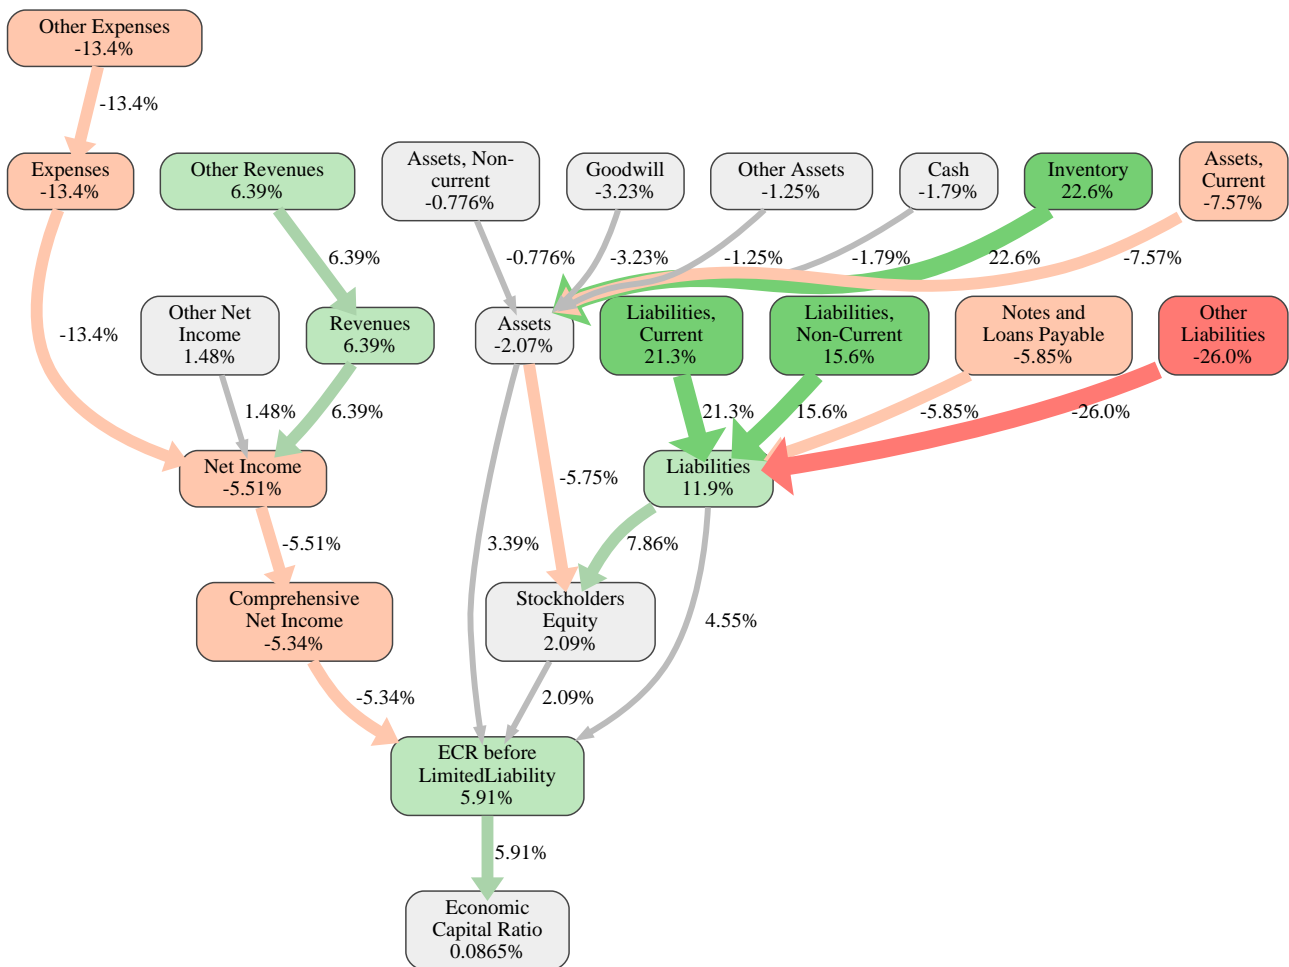 Other Expenses
-13.4%
-13.4%
Expenses
-13.4%
Other Revenues
6.39%
Assets, Non-
current
-0.776%
Goodwill
-3.23%
Other Assets
-1.25%
Cash
-1.79%
Inventory
22.6%
Assets,
Current
-7.57%
6.39%
-0.776%
-3.23%
-1.25%
-1.79%
22.6%
-7.57%
-13.4%
Other Net
Income
1.48%
Revenues
6.39%
Assets
-2.07%
Liabilities,
Current
21.3%
Liabilities,
Non-Current
15.6%
Notes and
Loans Payable
-5.85%
Other
Liabilities
-26.0%
1.48%
6.39%
21.3%
15.6%
-5.85%
-26.0%
Net Income
-5.51%
-5.75%
Liabilities
11.9%
-5.51%
3.39%
7.86%
4.55%
Comprehensive
Net Income
-5.34%
Stockholders
Equity
2.09%
-5.34%
2.09%
ECR before
LimitedLiability
5.91%
5.91%
Economic
Capital Ratio
0.0865%